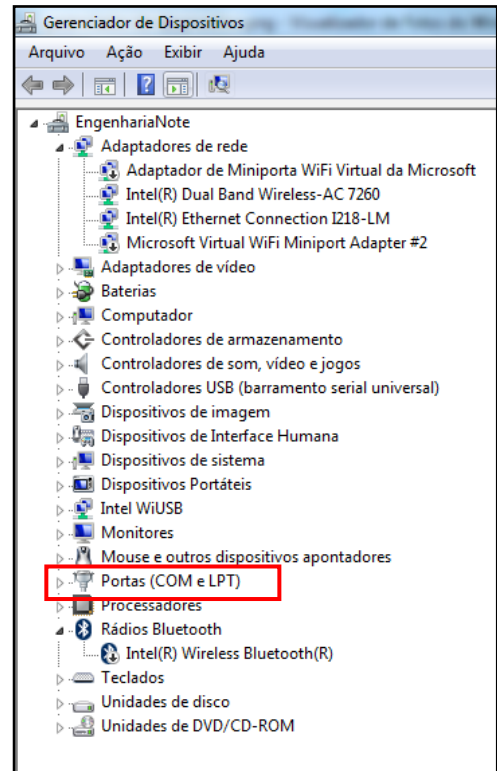 Gerenciador de Dispositivos
Arquivo Ação Exibir Ajuda
EngenhariaNote
Adaptadores de rede
Adaptador de Miniporta WiFi Virtual da Microsoft
Intel(R) Dual Band Wireless-AC 7260
Intel(R) Ethernet Connection I218-LM
Microsoft Virtual WiFi Miniport Adapter #2
Adaptadores de vídeo
Baterias
Computador
Controladores de armazenamento
Controladores de som, vídeo e jogos
Controladores USB (barramento serial universal)
Dispositivos de imagem
Dispositivos de Interface Humana
Dispositivos de sistema
Dispositivos Portáteis
Intel WiUSB
Monitores
Mouse e outros dispositivos apontadores
Portas (COM e LPT)
Processadores
Rádios Bluetooth
Intel(R) Wireless Bluetooth(R)
Teclados
Unidades de disco
Unidades de DVD/CD-ROM